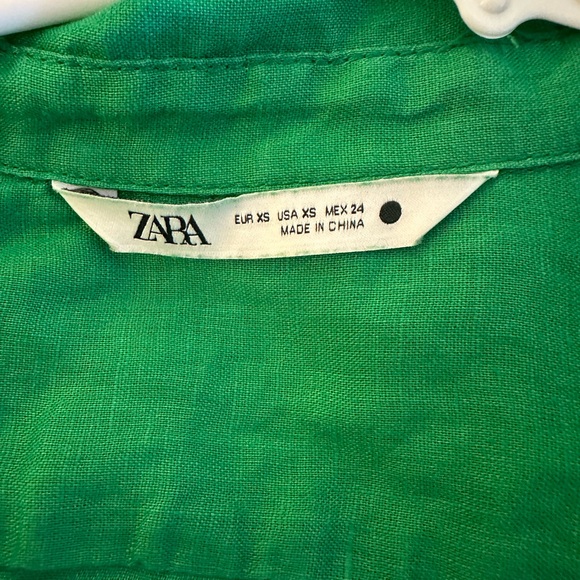 ZARA
EUR XS USA XS MEX 24
MADE IN CHINA